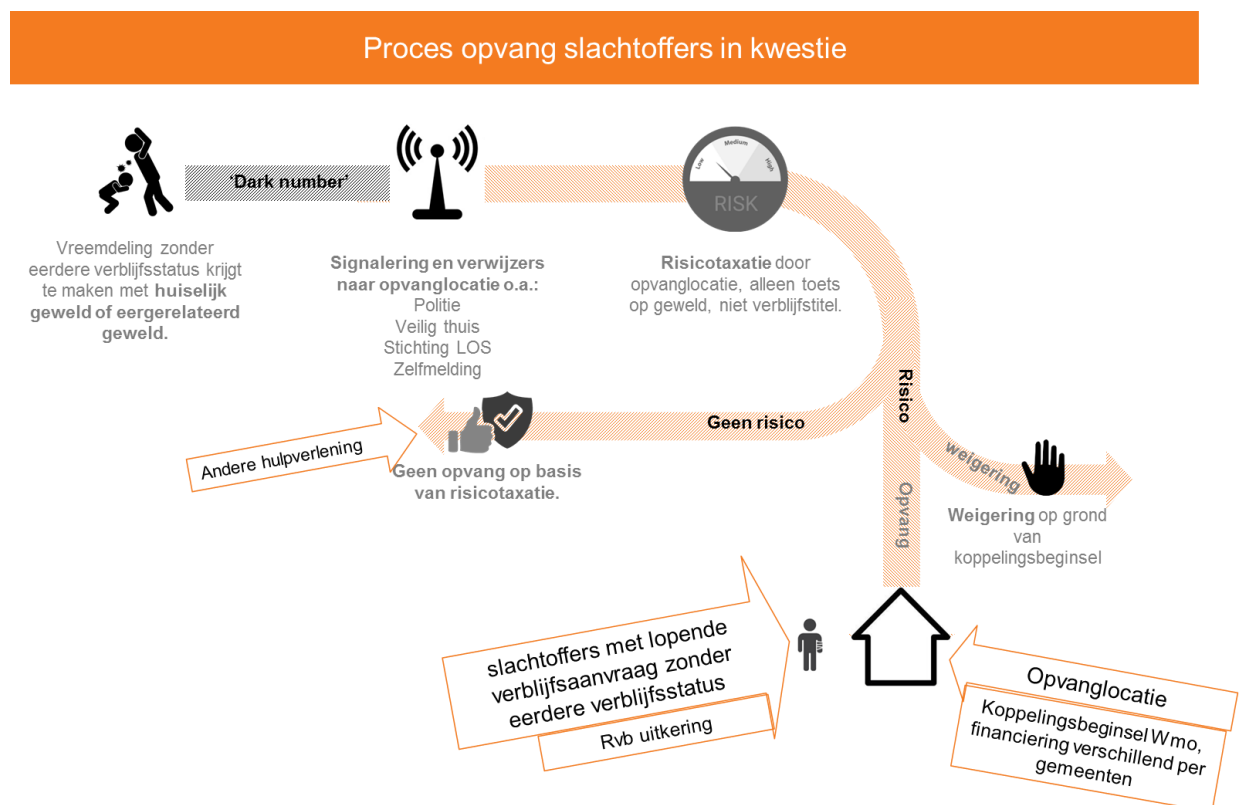 Proces opvang slachtoffers in kwestie
‘Dark number’
Low
Medium
High
RISK
Vreemdeling zonder
eerdere verblijfsstatus krijgt
te maken met huiselijk
geweld of eergerelateerd
geweld.
Signalering en verwijzers
naar opvanglocatie o.a.:
Politie
Veilig thuis
Stichting LOS
Zelfmelding
Risicotaxatie door
opvanglocatie, alleen toets
op geweld, niet verblijfstitel.
Risico
Geen risico
Andere hulpverlening
Geen opvang op basis
van risicotaxatie.
weigering
Opvang
Weigering op grond
van
koppelingsbeginsel
slachtoffers met lopende
verblijfsaanvraag zonder
eerdere verblijfsstatus
Rvb uitkering
Opvanglocatie
Koppelingsbeginsel Wmo,
financiering verschillend per
gemeenten